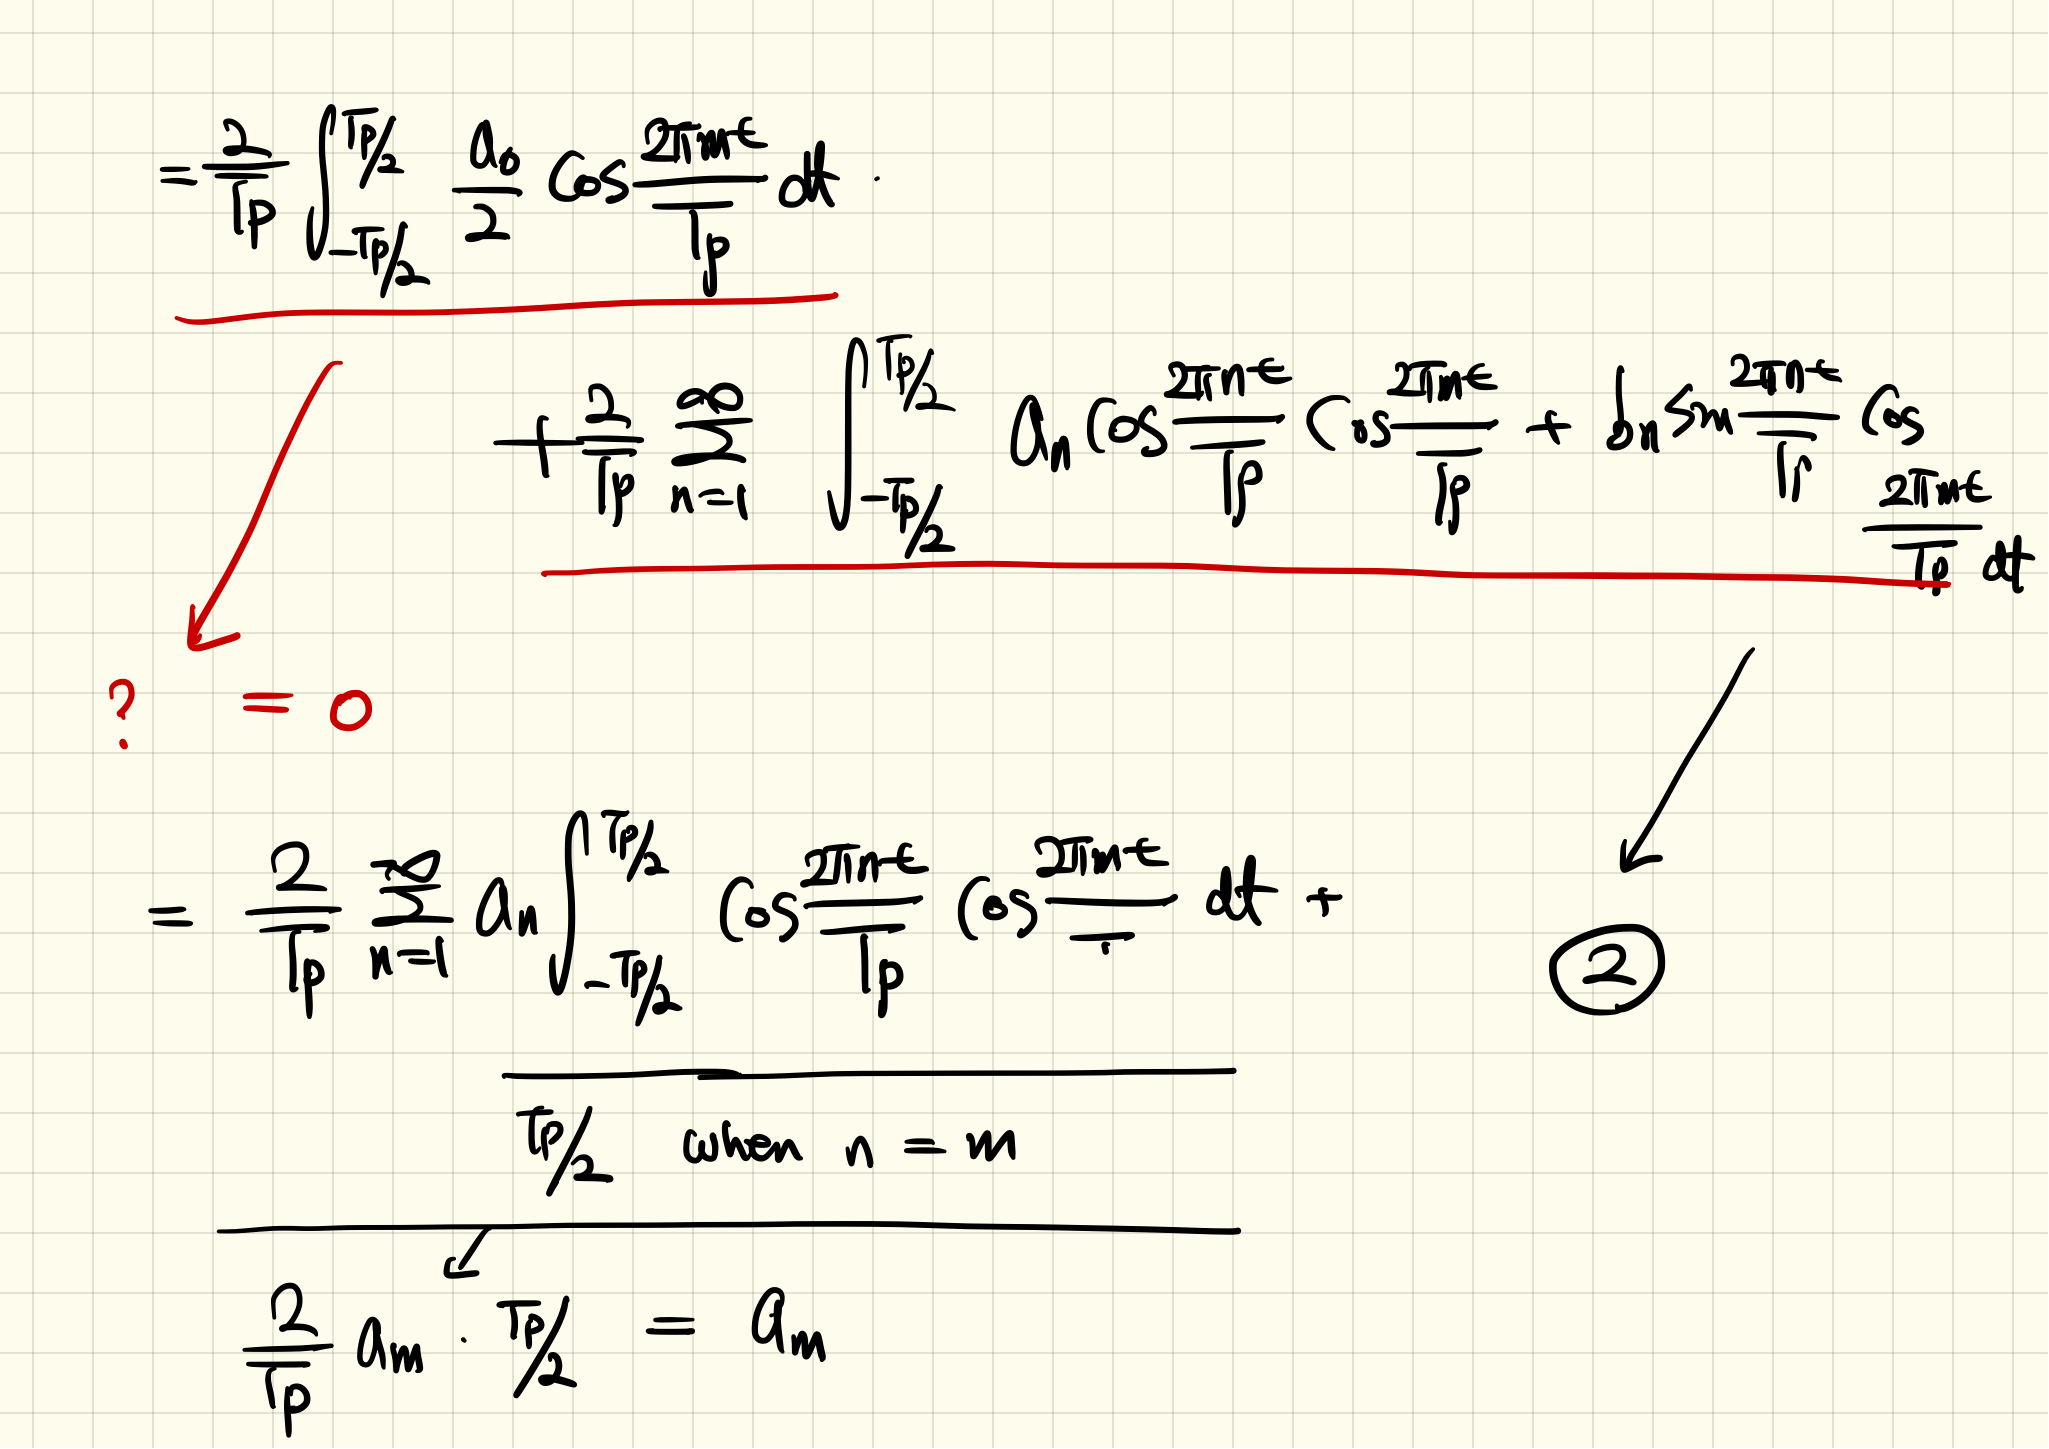 = 2/Tp ∫_{-Tp/2}^{Tp/2} a₀/2 Cos 2πmt/Tp dt .
+ 2/Tp ∑_{n=1}^{∞} ∫_{-Tp/2}^{Tp/2} aₙ Cos 2πnt/Tp Cos 2πmt/Tp + bₙ Sin 2πnt/Tp Cos 2πmt/Tp dt
? = 0
= 2/Tp ∑_{n=1}^{∞} aₙ ∫_{-Tp/2}^{Tp/2} Cos 2πnt/Tp Cos 2πmt/T dt + ②
Tp/2 when n = m
2/Tp aₘ · Tp/2 = aₘ